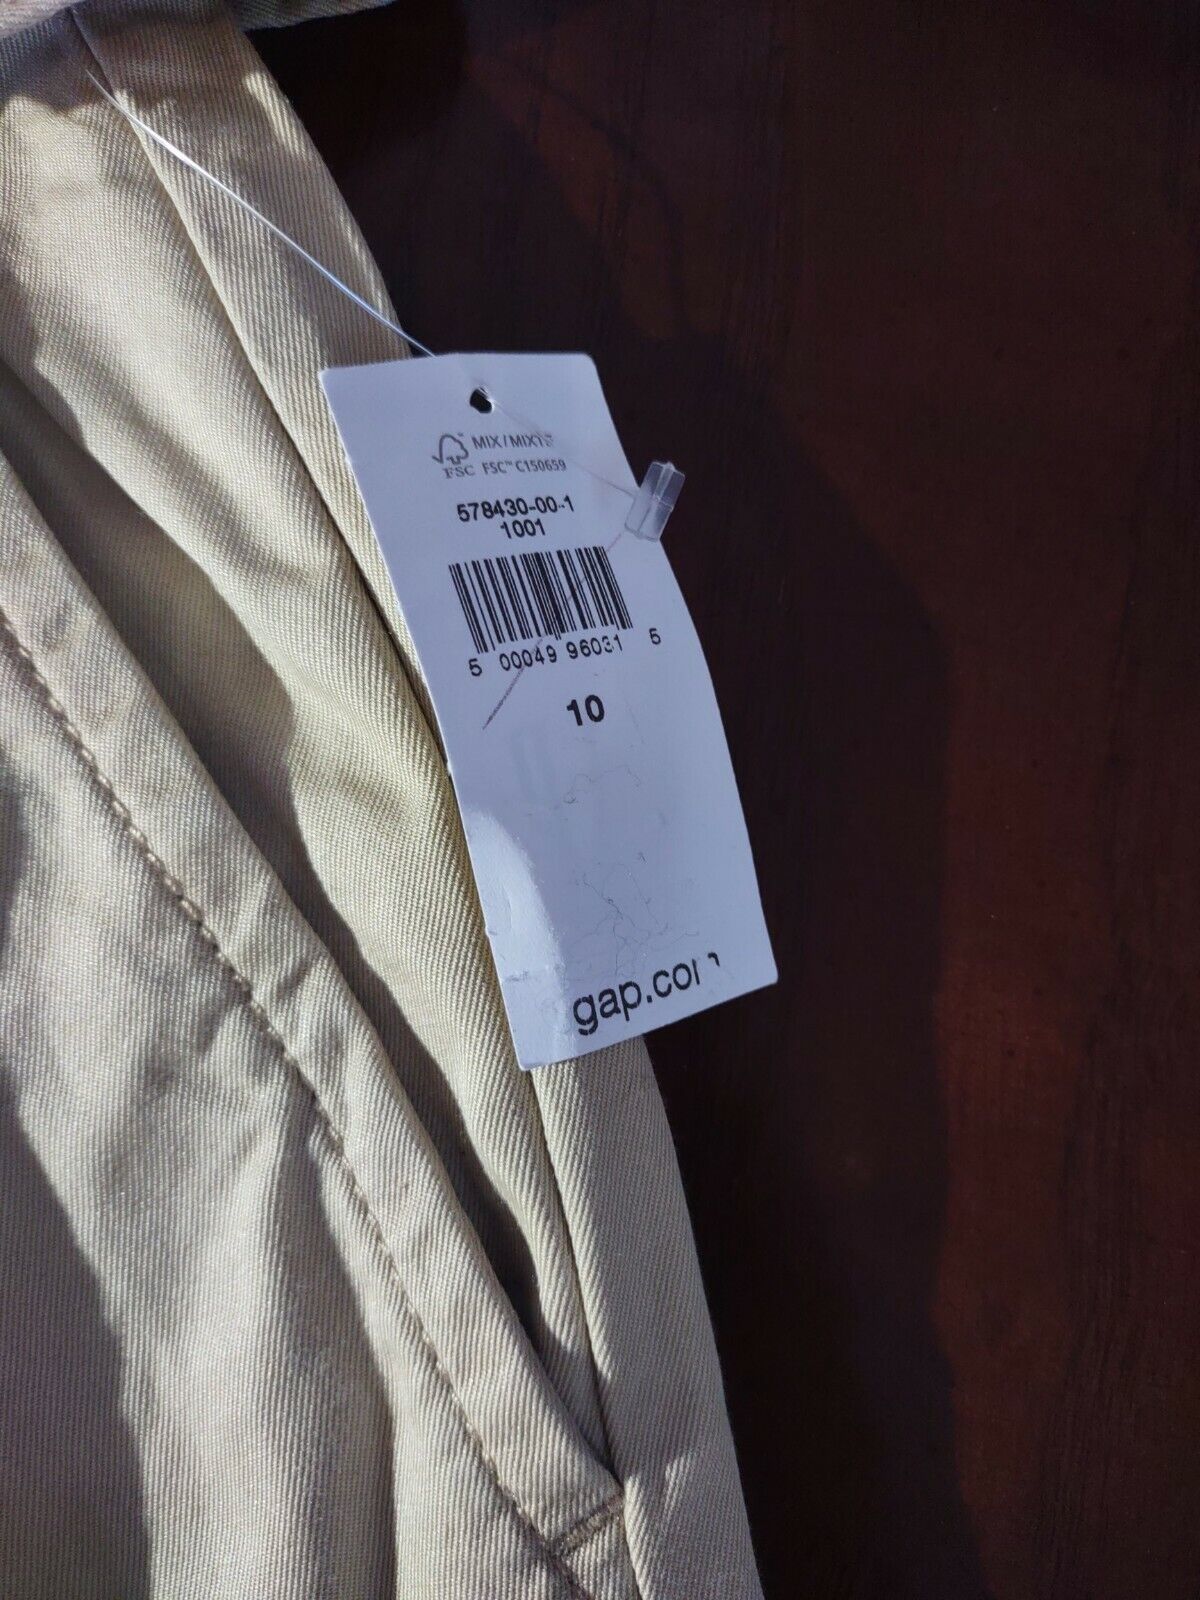 MIX/MIXTE
FSC FSC™ C150659
578430-00-1
1001
5 00049 96031 5
10
gap.com